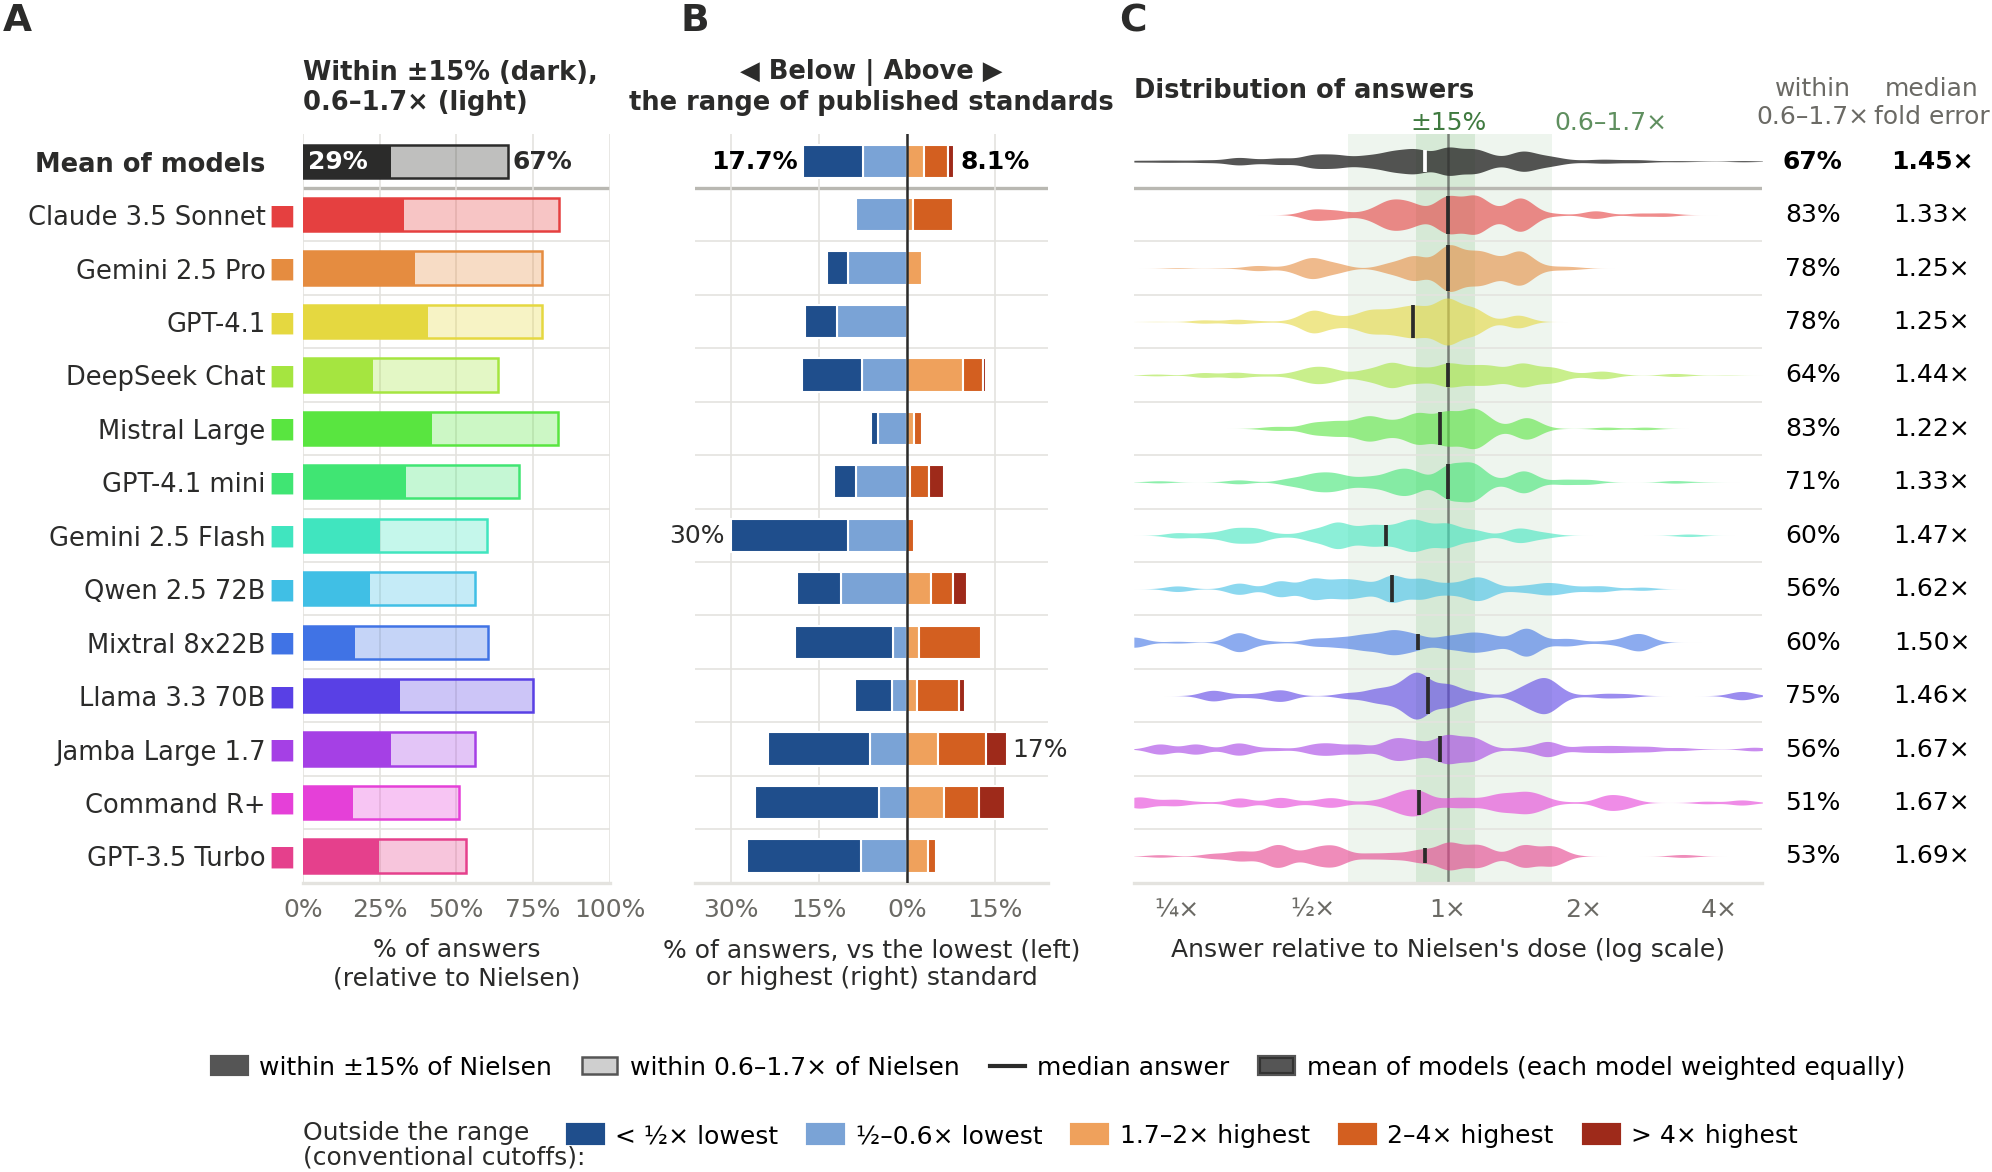 A
B
C
Within ±15% (dark),
0.6–1.7× (light)
◀ Below | Above ▶
the range of published standards
Distribution of answers
within
0.6–1.7×
median
fold error
±15%
0.6–1.7×
Mean of models 29% 67% 17.7% 8.1% 67% 1.45×
Claude 3.5 Sonnet 83% 1.33×
Gemini 2.5 Pro 78% 1.25×
GPT-4.1 78% 1.25×
DeepSeek Chat 64% 1.44×
Mistral Large 83% 1.22×
GPT-4.1 mini 71% 1.33×
Gemini 2.5 Flash 30% 60% 1.47×
Qwen 2.5 72B 56% 1.62×
Mixtral 8x22B 60% 1.50×
Llama 3.3 70B 75% 1.46×
Jamba Large 1.7 17% 56% 1.67×
Command R+ 51% 1.67×
GPT-3.5 Turbo 53% 1.69×
0% 25% 50% 75% 100% 30% 15% 0% 15% ¼× ½× 1× 2× 4×
% of answers
(relative to Nielsen)
% of answers, vs the lowest (left)
or highest (right) standard
Answer relative to Nielsen's dose (log scale)
within ±15% of Nielsen within 0.6–1.7× of Nielsen median answer mean of models (each model weighted equally)
Outside the range
(conventional cutoffs):
< ½× lowest ½–0.6× lowest 1.7–2× highest 2–4× highest > 4× highest